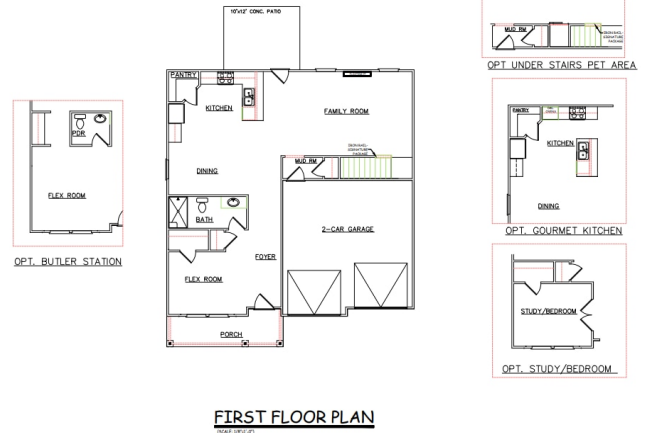 10'x12' CONC. PATIO
PANTRY
KITCHEN
FAMILY ROOM
DINING
MUD RM
BATH
2-CAR GARAGE
FOYER
FLEX ROOM
PORCH
PDR
FLEX ROOM
OPT. BUTLER STATION
MUD RM
OPT UNDER STAIRS PET AREA
PANTRY
KITCHEN
DINING
OPT. GOURMET KITCHEN
STUDY/BEDROOM
OPT. STUDY/BEDROOM
FIRST FLOOR PLAN